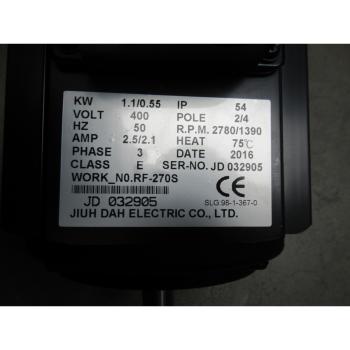 KW 1.1/0.55 IP 54
VOLT 400 POLE 2/4
HZ 50 R.P.M. 2780/1390
AMP 2.5/2.1 HEAT 75℃
PHASE 3 DATE 2016
CLASS E SER-NO. JD 032905
WORK_NO.RF-270S
JD 032905 CE
SLG 98-1-367-0
JIUH DAH ELECTRIC CO., LTD.